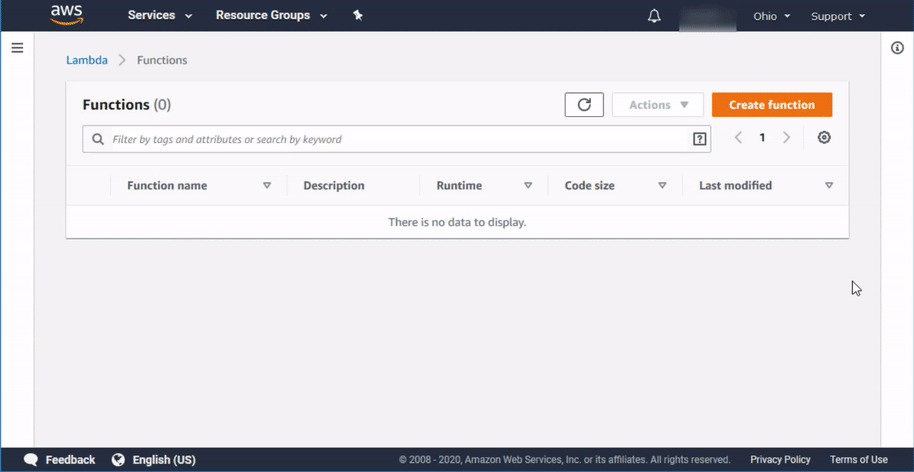 aws Services Resource Groups Ohio Support
Lambda Functions
Functions (0) Actions Create function
Filter by tags and attributes or search by keyword ? 1
Function name Description Runtime Code size Last modified
There is no data to display.
Feedback English (US) © 2008 - 2020, Amazon Web Services, Inc. or its affiliates. All rights reserved. Privacy Policy Terms of Use